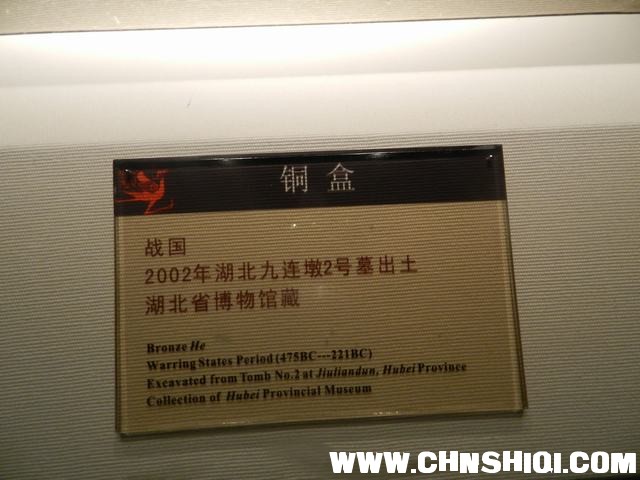 铜盒
战国
2002年湖北九连墩2号墓出土
湖北省博物馆藏
Bronze He
Warring States Period (475BC---221BC)
Excavated from Tomb No.2 at Jiuliandun, Hubei Province
Collection of Hubei Provincial Museum
WWW.CHNSHIQI.COM